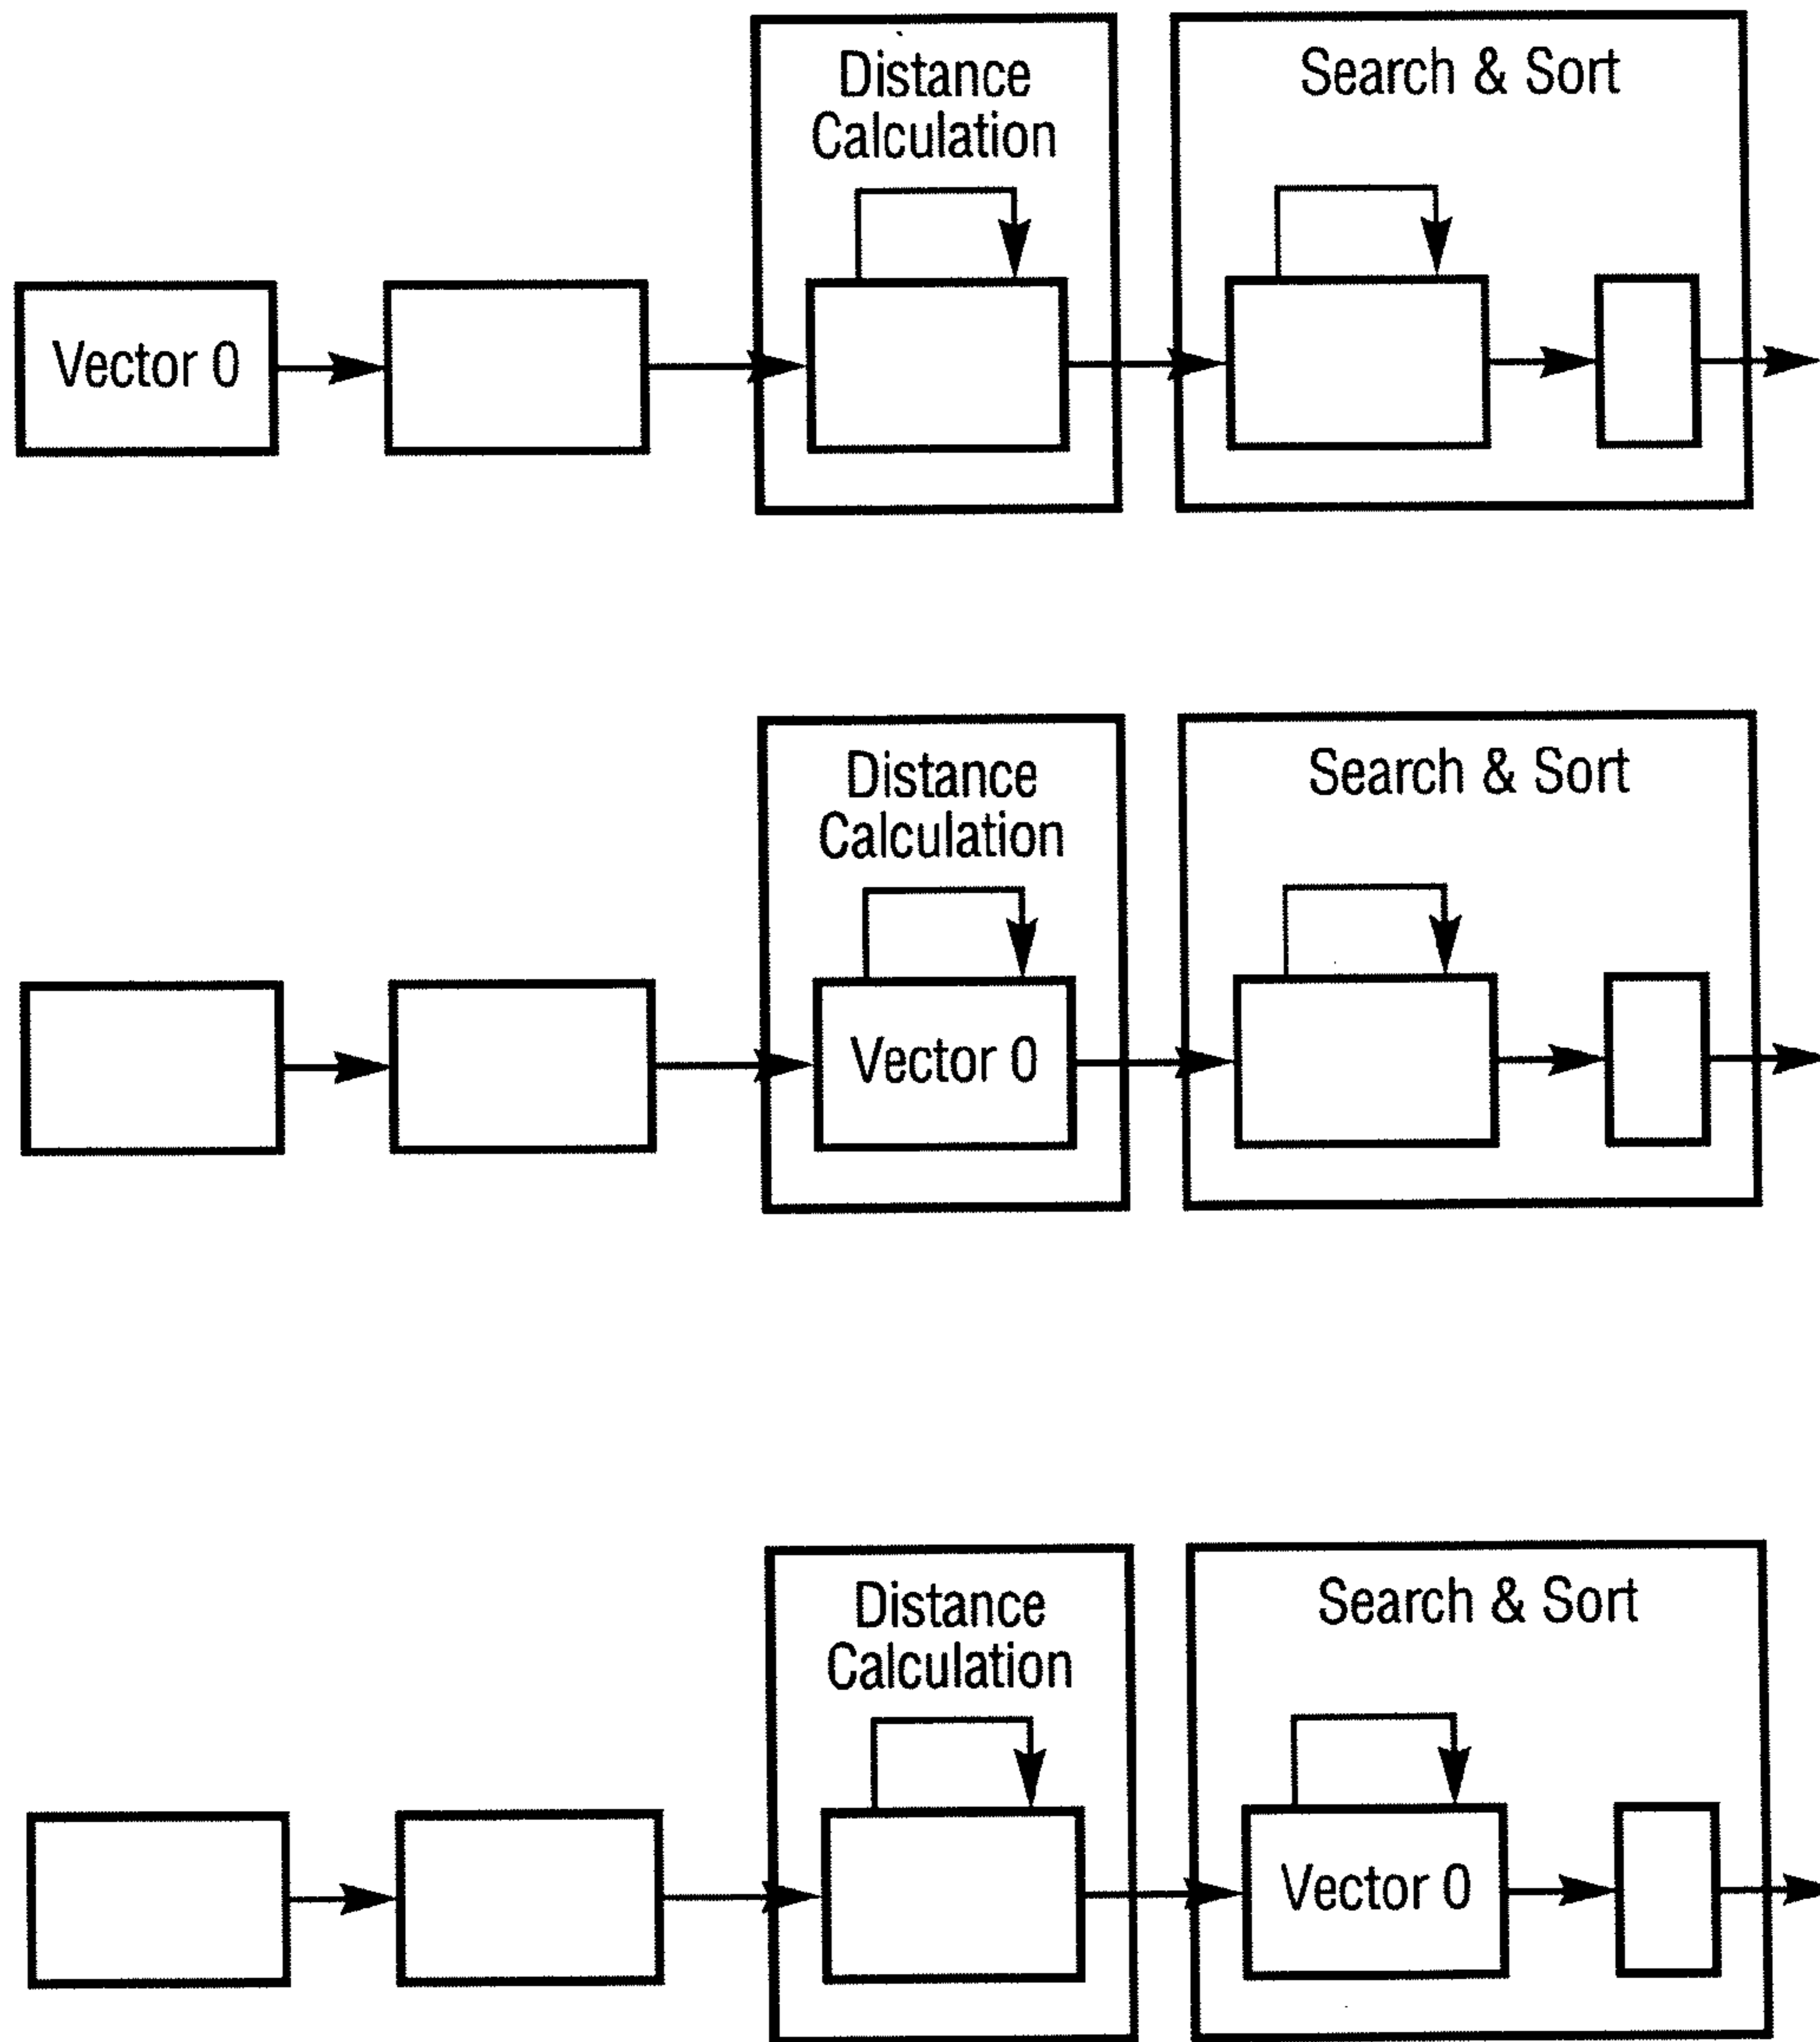 Distance
Calculation
Search & Sort
Vector 0
Distance
Calculation
Search & Sort
Vector 0
Distance
Calculation
Search & Sort
Vector 0